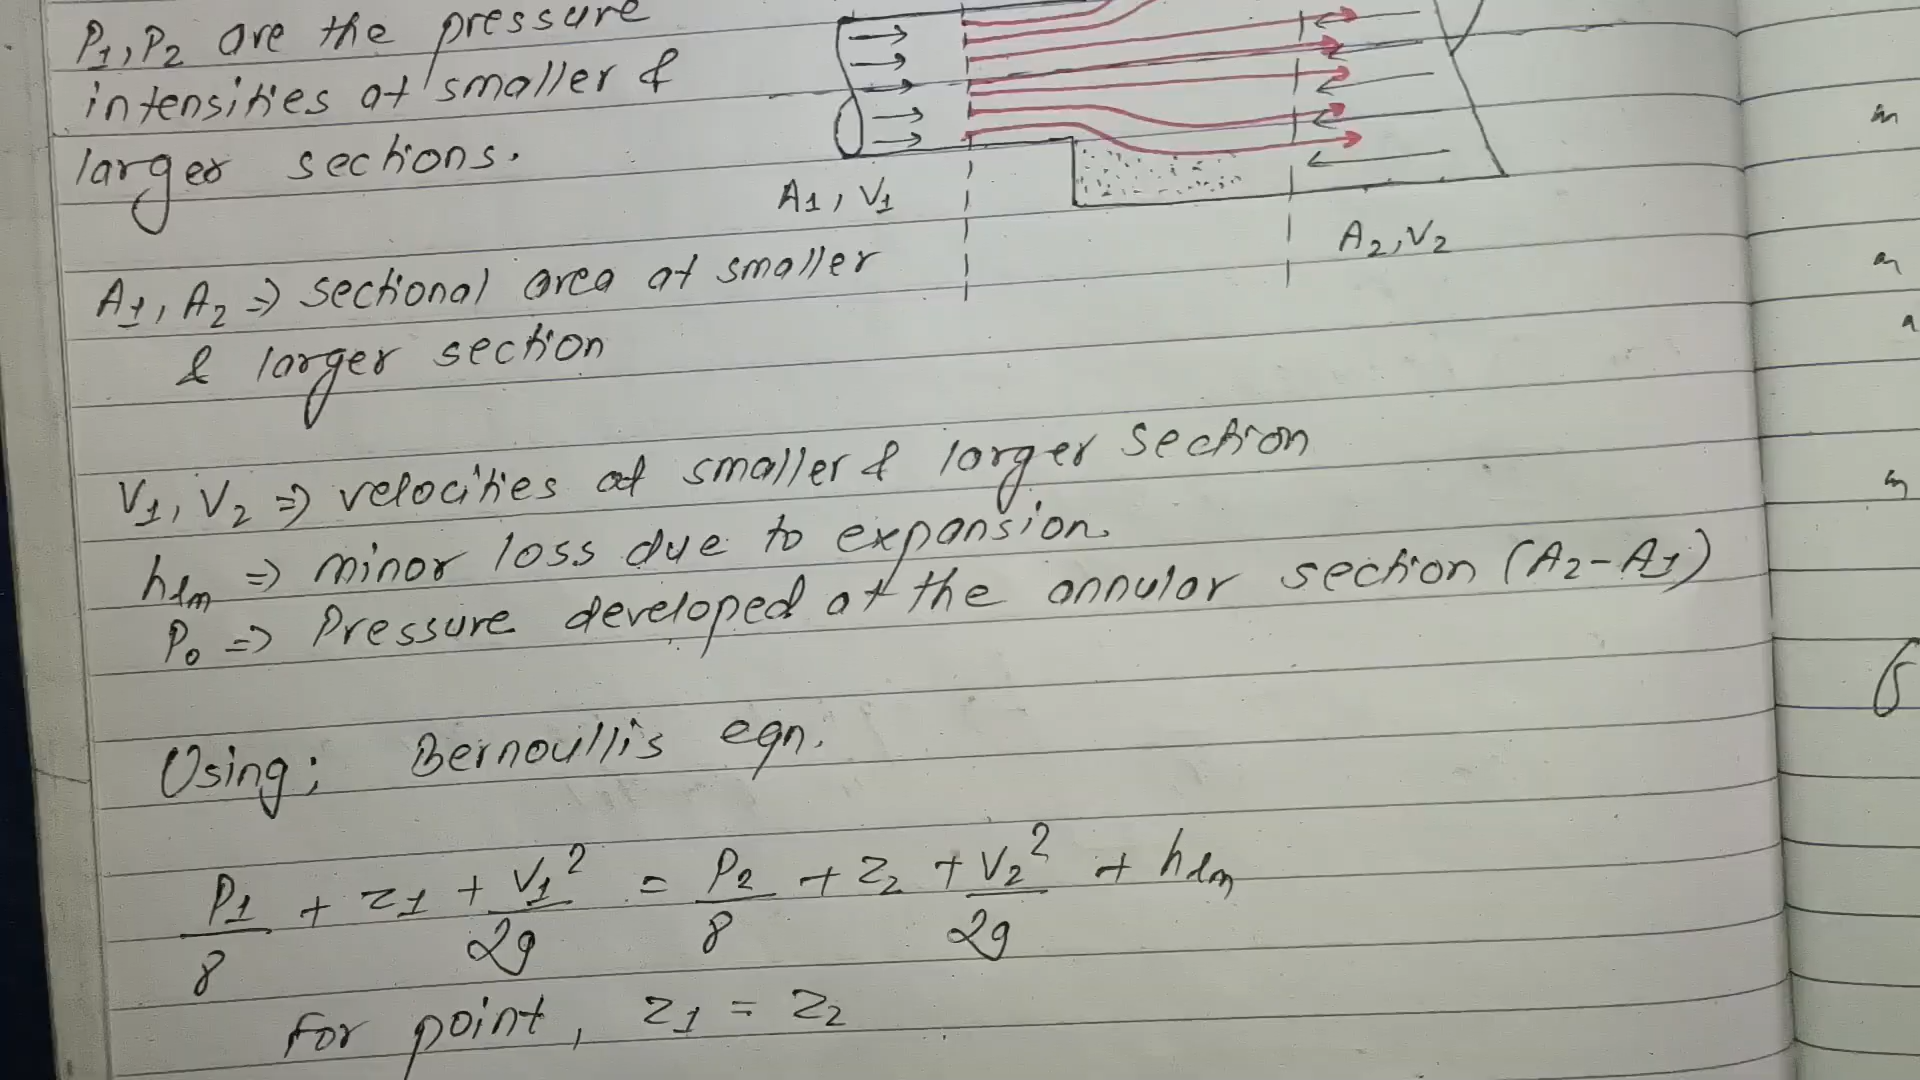 P1, P2 are the pressure
intensities at smaller &
larger sections.
A1, V1
A2, V2
A1, A2 => sectional area at smaller
& larger section
V1, V2 => velocities at smaller & larger section
hlm => minor loss due to expansion.
P0 => Pressure developed at the annular section (A2-A1)
Using; Bernoullis eqn.
P1/γ + z1 + V1²/2g = P2/γ + z2 + V2²/2g + hlm
for point, z1 = z2